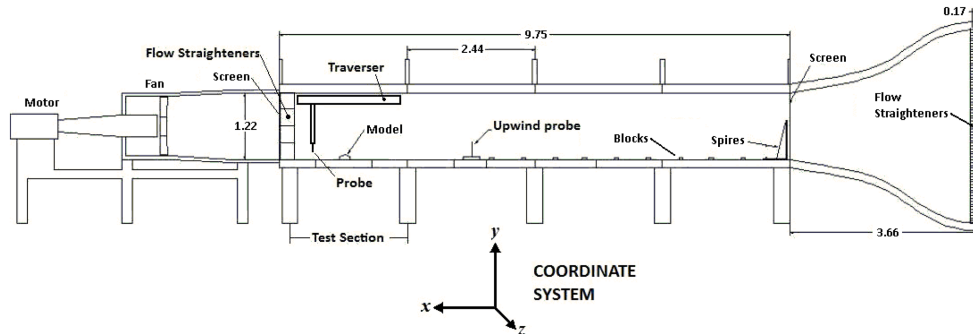 0.17
9.75
2.44
Flow Straighteners
Screen
Traverser
Screen
Fan
Motor
Flow
Straighteners
1.22
Model
Upwind probe
Blocks
Spires
Probe
Test Section
3.66
y
x
z
COORDINATE
SYSTEM